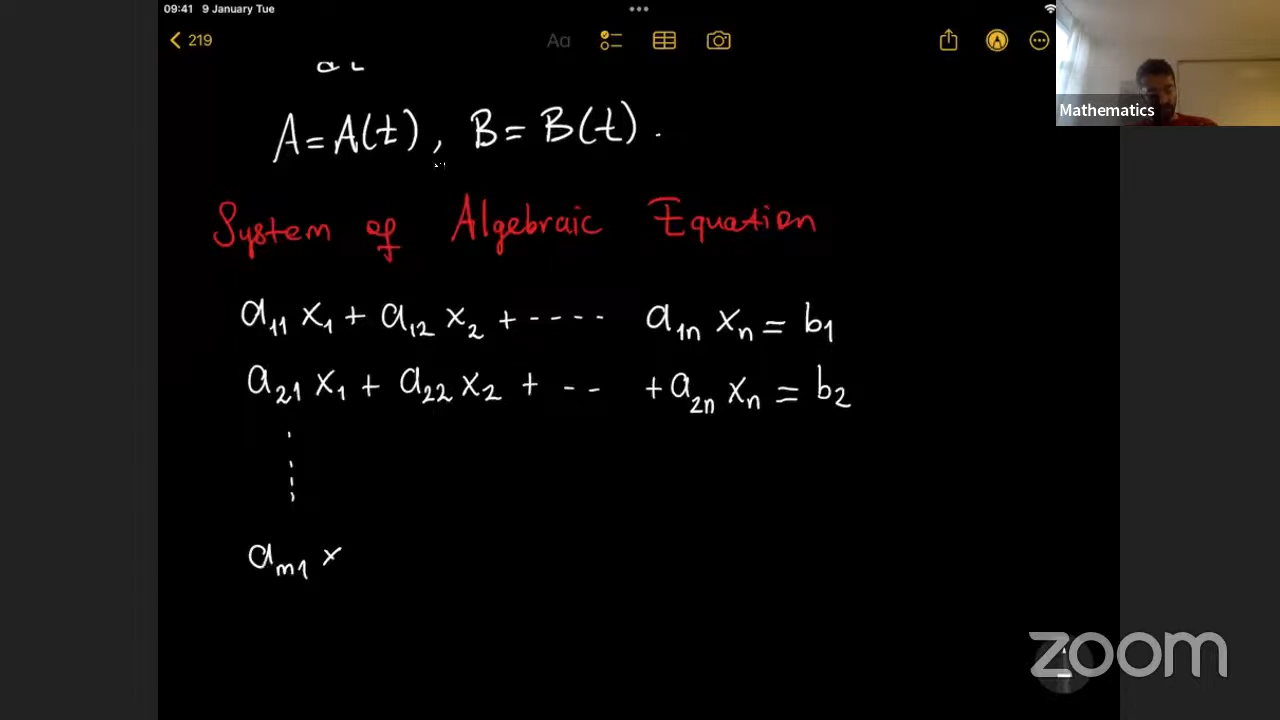 09:41 9 January Tue
219
Aa
Mathematics
A = A(t), B = B(t).
System of Algebraic Equation
a₁₁ x₁ + a₁₂ x₂ + ---- a₁ₙ xₙ = b₁
a₂₁ x₁ + a₂₂ x₂ + -- + a₂ₙ xₙ = b₂
aₘ₁ x
zoom